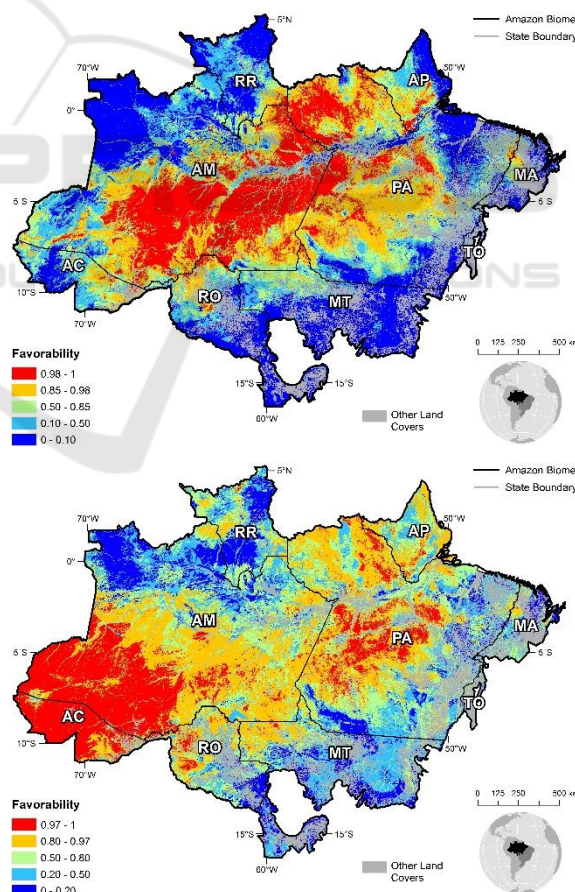 5°N
Amazon Biome
State Boundary
70°W
RR
AP
50°W
0°
AM
PA
MA
5°S
TO
AC
RO
MT
10°S
50°W
70°W
Favorability
0.98 - 1
0.85 - 0.98
0.50 - 0.85
0.10 - 0.50
0 - 0.10
15°S
15°S
60°W
0 125 250 500 km
Other Land
Covers
5°N
Amazon Biome
State Boundary
70°W
RR
AP
50°W
0°
AM
PA
MA
5°S
5°S
TO
AC
RO
MT
10°S
50°W
70°W
Favorability
0.97 - 1
0.80 - 0.97
0.50 - 0.80
0.20 - 0.50
0 - 0.20
15°S
15°S
60°W
0 125 250 500 km
Other Land
Covers